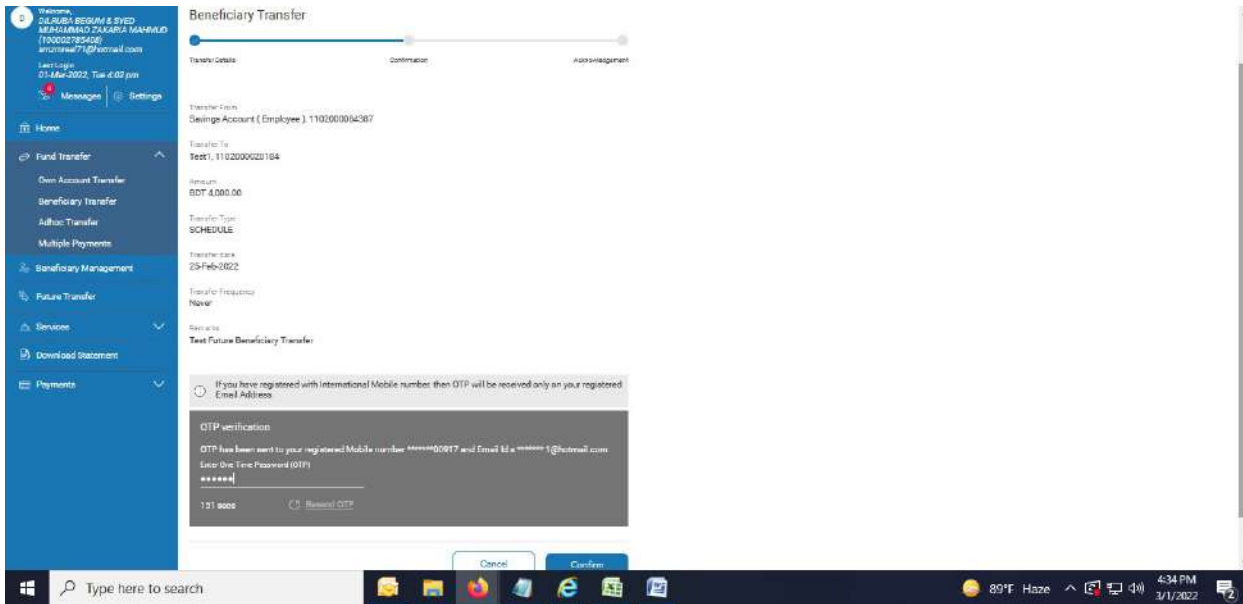 D
Welcome,
DILRUBA BEGUM & SYED
MUHAMMAD ZAKARIA MAHMUD
Last Login
01-Mar-2022, Tue 4:02 pm
Messages
Settings
Home
Fund Transfer
Own Account Transfer
Beneficiary Transfer
Adhoc Transfer
Multiple Payments
Beneficiary Management
Future Transfer
Services
Download Statement
Payments
Beneficiary Transfer
Transfer Details
Confirmation
Acknowledgement
Transfer From
Savings Account ( Employee ), 1102000064387
Transfer To
Test1, 1102000020184
Amount
BDT 4,000.00
Transfer Type
SCHEDULE
Transfer date
25-Feb-2022
Transfer Frequency
Never
Remarks
Test Future Beneficiary Transfer
If you have registered with International Mobile number, then OTP will be received only on your registered
Email Address
OTP verification
OTP has been sent to your registered Mobile number *******00917 and Email Id a ******* 1@hotmail.com
Enter One Time Password (OTP)
••••••
151 secs
Resend OTP
Cancel
Confirm
Type here to search
89°F Haze
4:34 PM
3/1/2022
2